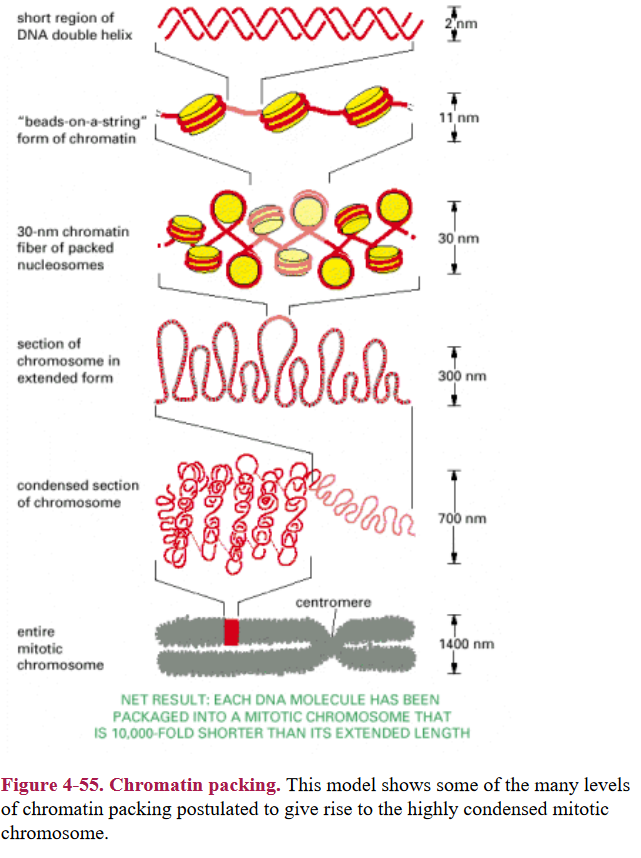 short region of
DNA double helix
2 nm
"beads-on-a-string"
form of chromatin
11 nm
30-nm chromatin
fiber of packed
nucleosomes
30 nm
section of
chromosome in
extended form
300 nm
condensed section
of chromosome
700 nm
centromere
entire
mitotic
chromosome
1400 nm
NET RESULT: EACH DNA MOLECULE HAS BEEN
PACKAGED INTO A MITOTIC CHROMOSOME THAT
IS 10,000-FOLD SHORTER THAN ITS EXTENDED LENGTH
Figure 4-55. Chromatin packing. This model shows some of the many levels
of chromatin packing postulated to give rise to the highly condensed mitotic
chromosome.